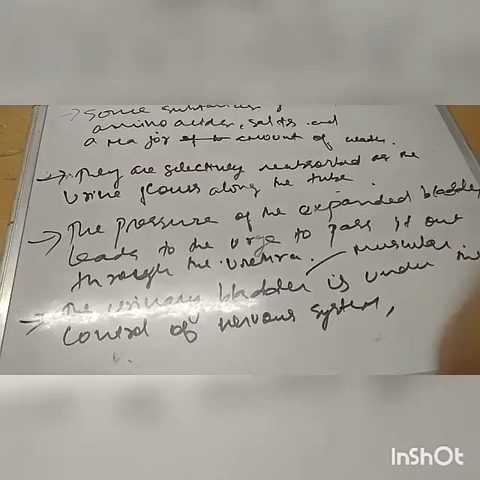 → Some substances
amino acids, salts and
a major amount of water.
→ They are selectively reabsorbed as the
urine flows along the tube
→ The pressure of the expanded bladder
leads to the urge to pass it out
through the urethra.
muscular
→ The urinary bladder is under the
control of nervous system,
InShOt